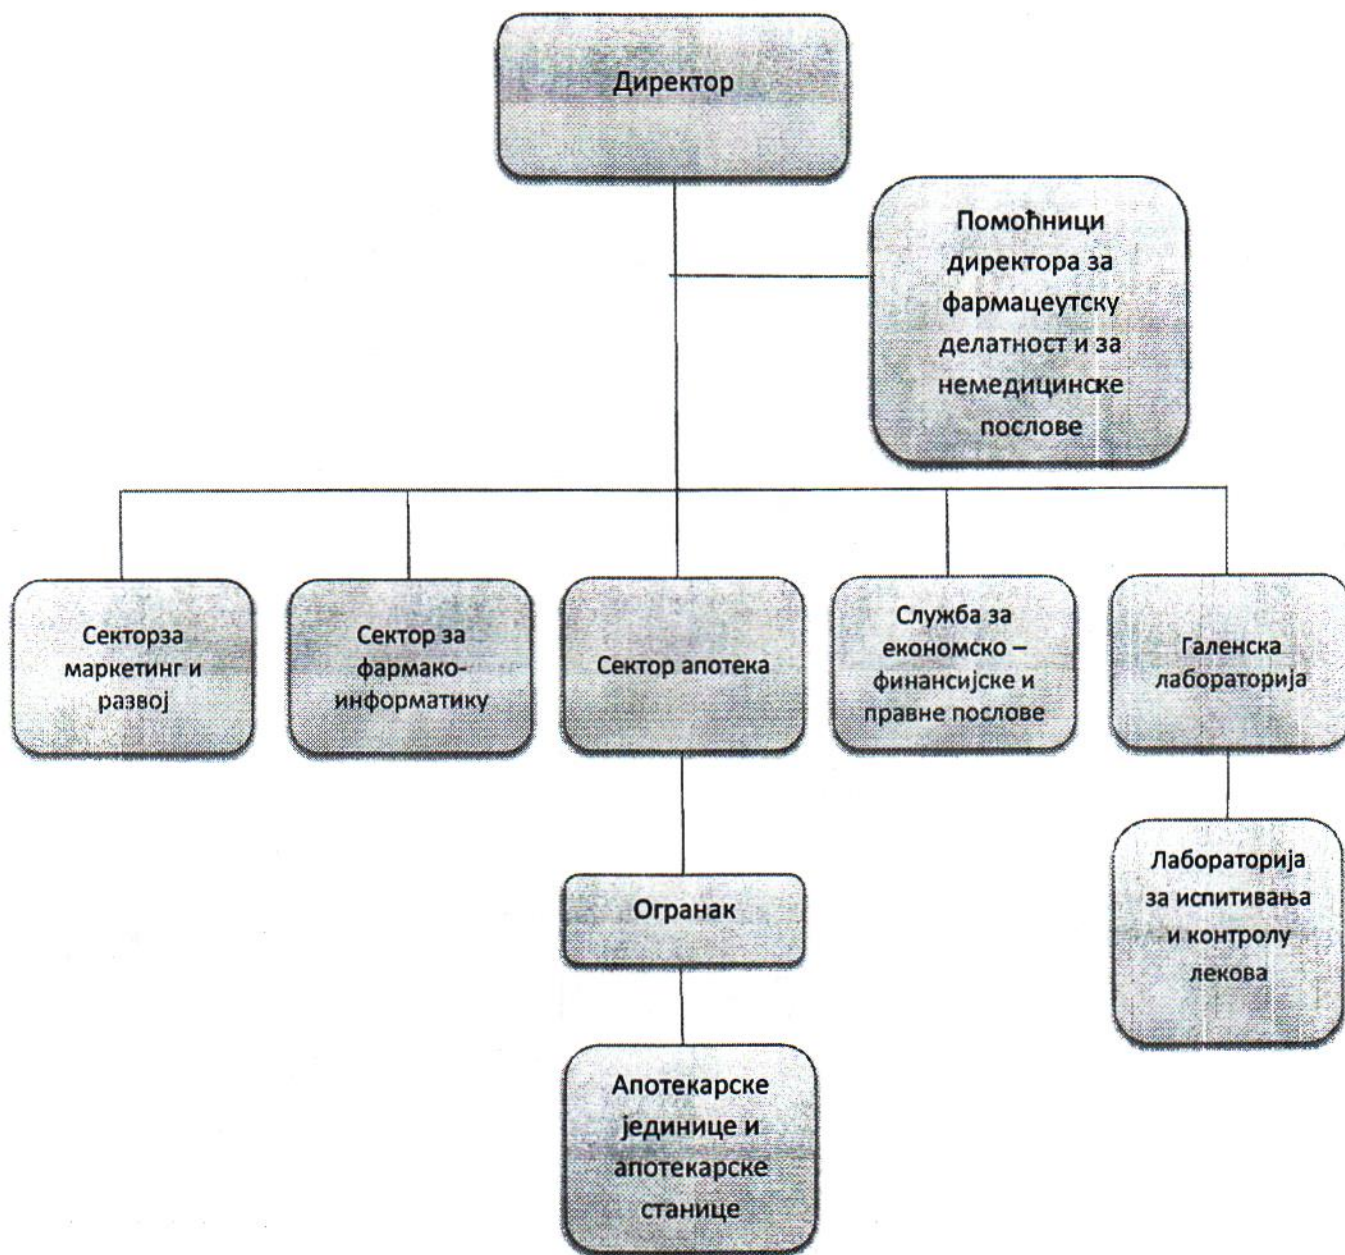 Директор
Помоћници
директора за
фармацеутску
делатност и за
немедицинске
послове
Секторза
маркетинг и
развој
Сектор за
фармако-
информатику
Сектор апотека
Служба за
економско –
финансијске и
правне послове
Галенска
лабораторија
Огранак
Лабораторија
за испитивања
и контролу
лекова
Апотекарске
јединице и
апотекарске
станице